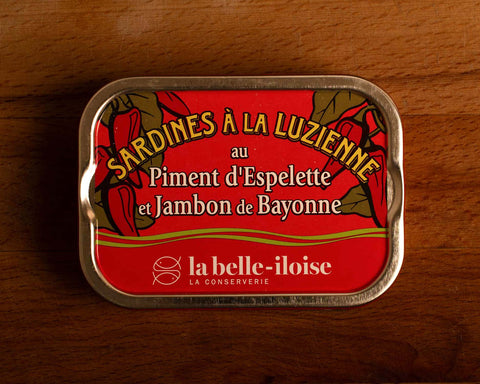 SARDINES À LA LUZIENNE
au
Piment d'Espelette
et Jambon de Bayonne
la belle-iloise
LA CONSERVERIE